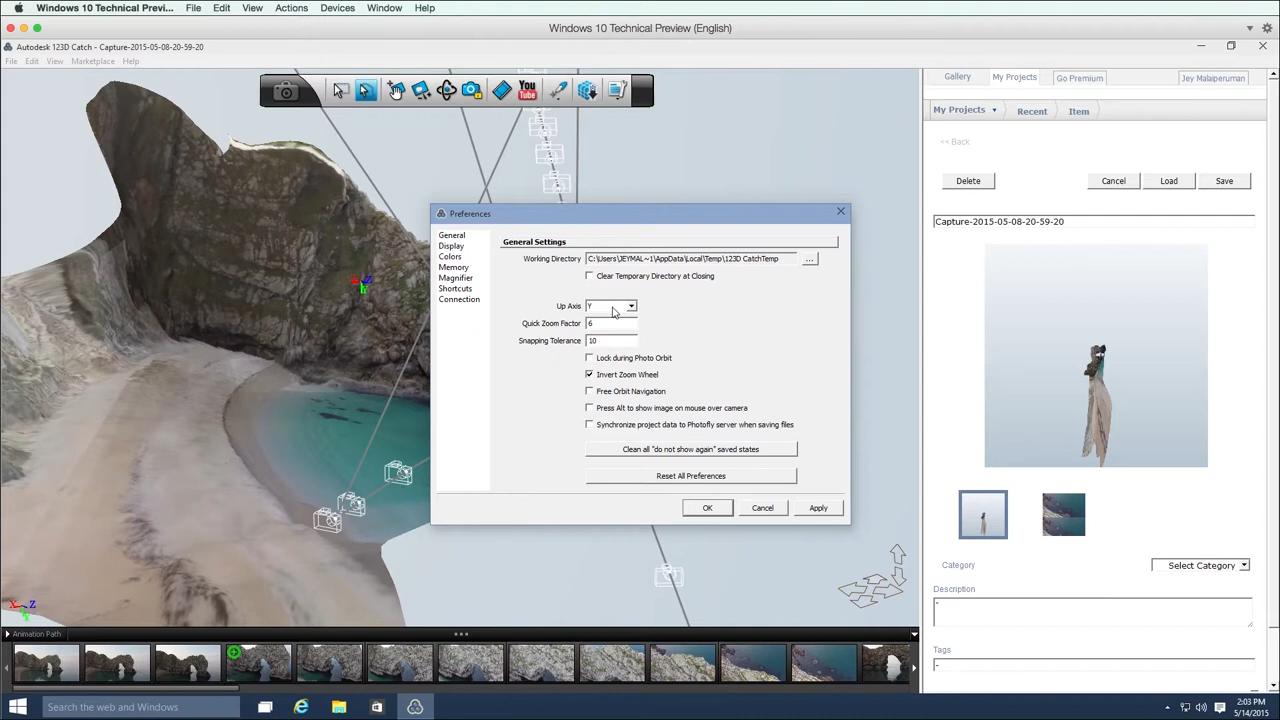 Windows 10 Technical Previ... File Edit View Actions Devices Window Help
Windows 10 Technical Preview (English)
Autodesk 123D Catch - Capture-2015-05-08-20-59-20
File Edit View Marketplace Help
You
Tube
Gallery My Projects Go Premium Jey Malaiperuman
My Projects Recent Item
<< Back
Delete Cancel Load Save
Capture-2015-05-08-20-59-20
Preferences
General
Display
Colors
Memory
Magnifier
Shortcuts
Connection
General Settings
Working Directory C:\Users\JEYMAL~1\AppData\Local\Temp\123D CatchTemp ...
Clear Temporary Directory at Closing
Up Axis Y
Quick Zoom Factor 6
Snapping Tolerance 10
Lock during Photo Orbit
Invert Zoom Wheel
Free Orbit Navigation
Press Alt to show image on mouse over camera
Synchronize project data to Photofly server when saving files
Clean all "do not show again" saved states
Reset All Preferences
OK Cancel Apply
X Z
Y
X Z
Y
Category Select Category
Description
-
Tags
-
Animation Path
Search the web and Windows
2:03 PM
5/14/2015